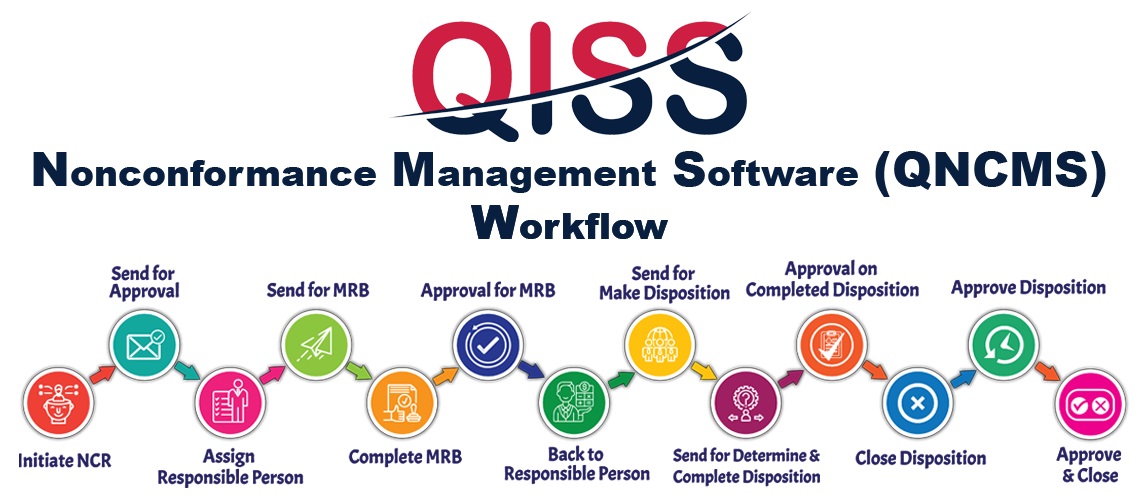 QISS
Nonconformance Management Software (QNCMS)
Workflow
Initiate NCR
Send for
Approval
Assign
Responsible Person
Send for MRB
Complete MRB
Approval for MRB
Back to
Responsible Person
Send for
Make Disposition
Send for Determine &
Complete Disposition
Approval on
Completed Disposition
Close Disposition
Approve Disposition
Approve
& Close